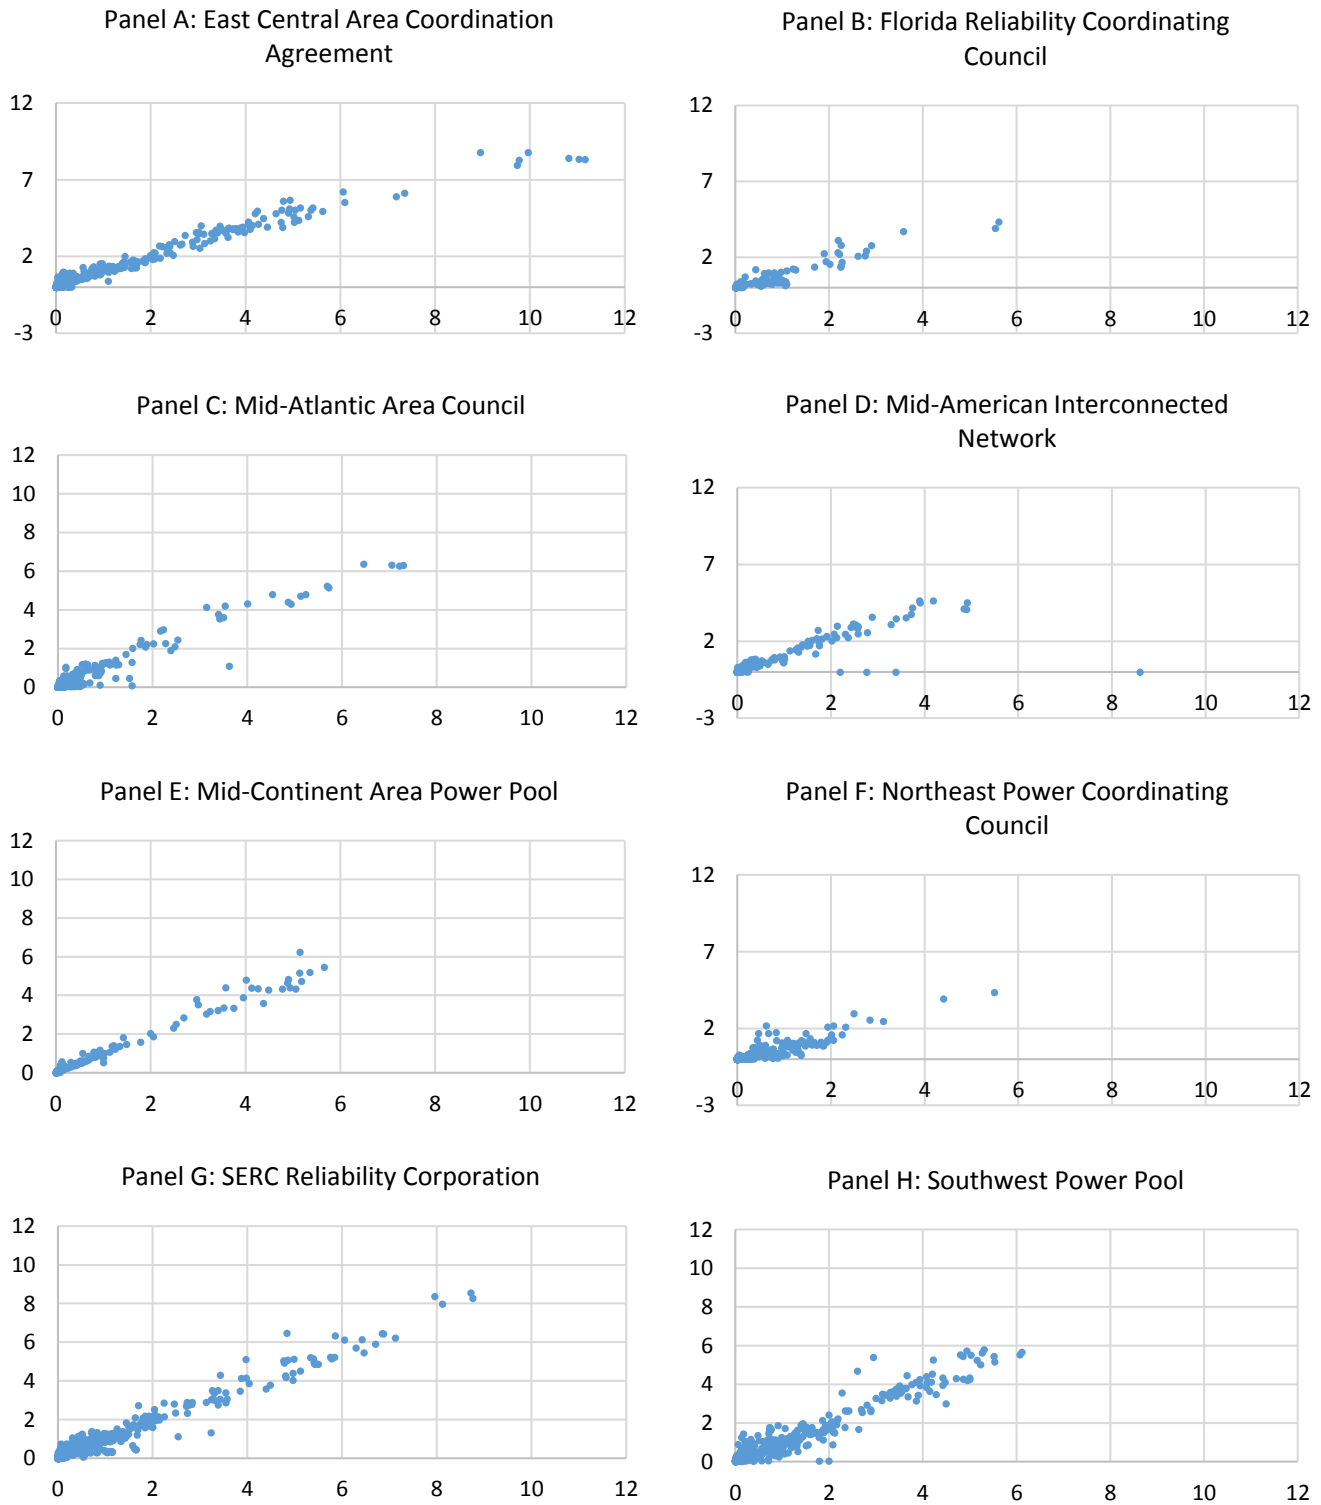 Panel A: East Central Area Coordination
Agreement
12
7
2
-3
0 2 4 6 8 10 12
Panel B: Florida Reliability Coordinating
Council
12
7
2
-3
0 2 4 6 8 10 12
Panel C: Mid-Atlantic Area Council
12
10
8
6
4
2
0
0 2 4 6 8 10 12
Panel D: Mid-American Interconnected
Network
12
7
2
-3
0 2 4 6 8 10 12
Panel E: Mid-Continent Area Power Pool
12
10
8
6
4
2
0
0 2 4 6 8 10 12
Panel F: Northeast Power Coordinating
Council
12
7
2
-3
0 2 4 6 8 10 12
Panel G: SERC Reliability Corporation
12
10
8
6
4
2
0
0 2 4 6 8 10 12
Panel H: Southwest Power Pool
12
10
8
6
4
2
0
0 2 4 6 8 10 12